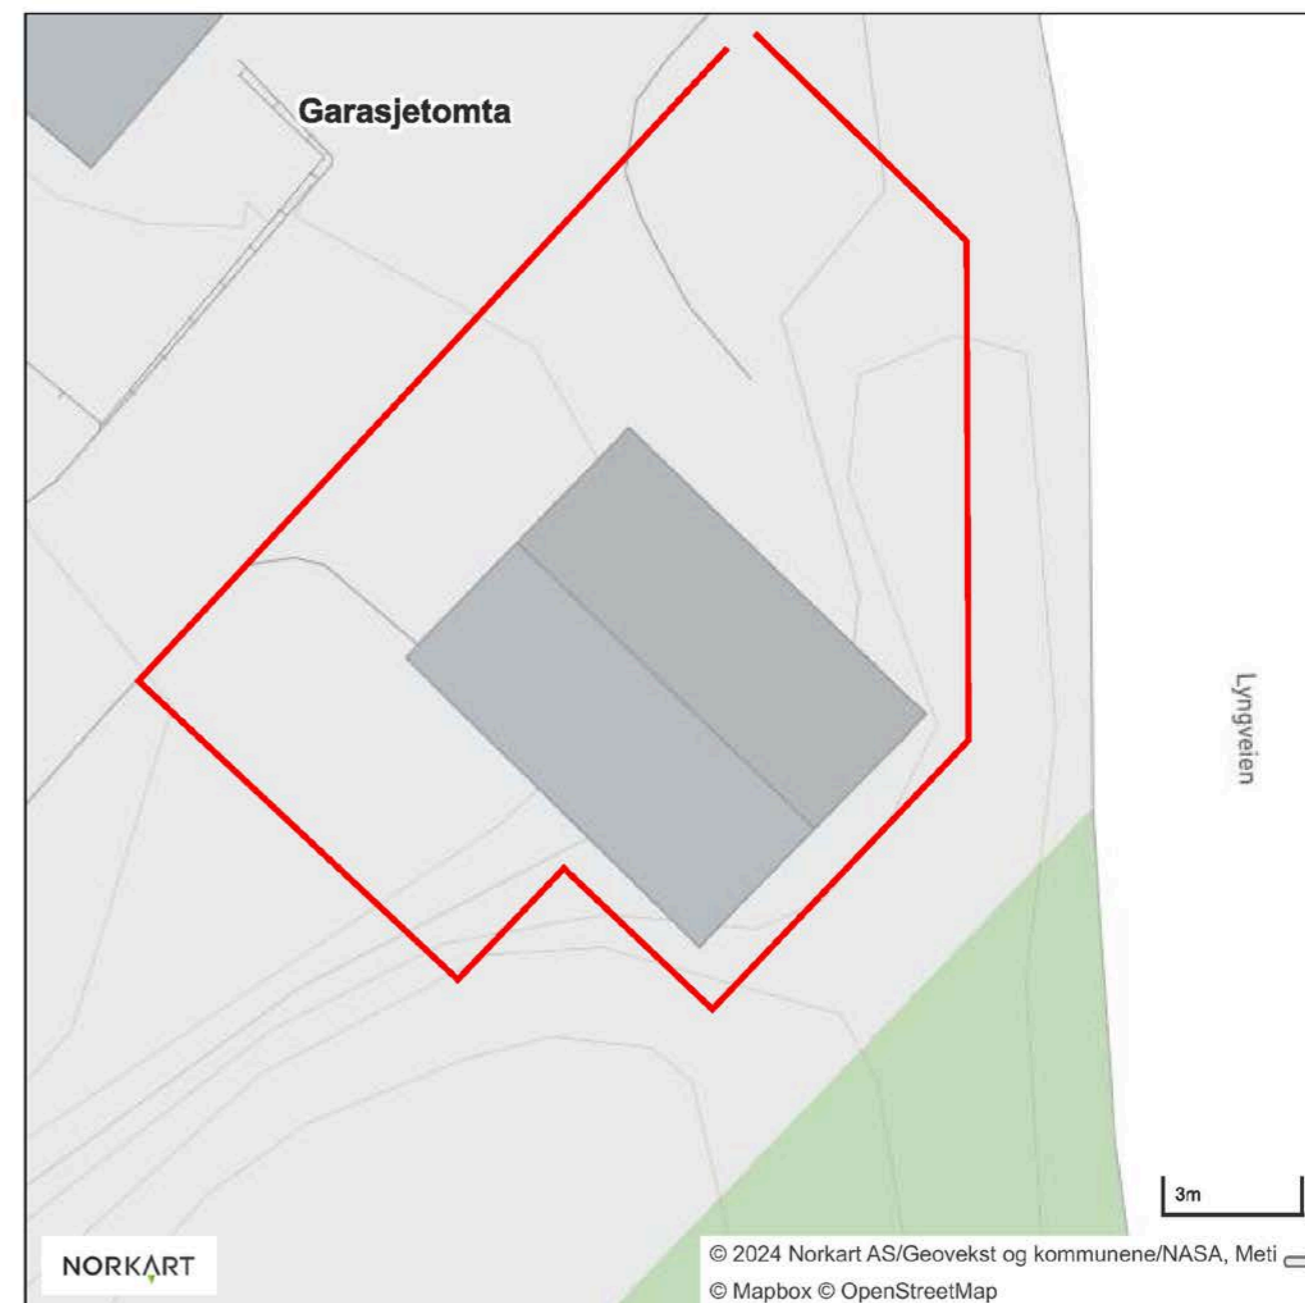 Garasjetomta
Lyngveien
3m
NORKART
© 2024 Norkart AS/Geovekst og kommunene/NASA, Meti
© Mapbox © OpenStreetMap